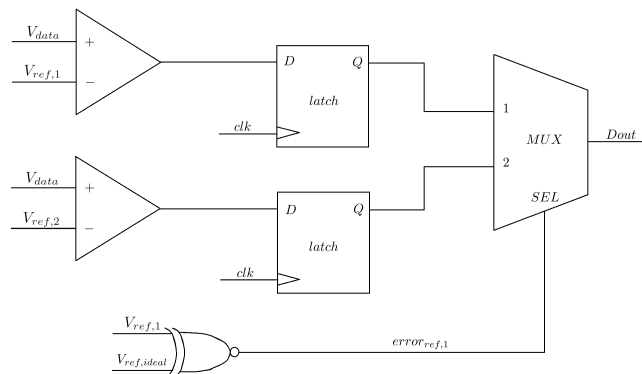 V_{data}
+
V_{ref,1}
−
D
Q
latch
clk
1
2
MUX
SEL
Dout
V_{data}
+
V_{ref,2}
−
D
Q
latch
clk
V_{ref,1}
V_{ref,ideal}
error_{ref,1}